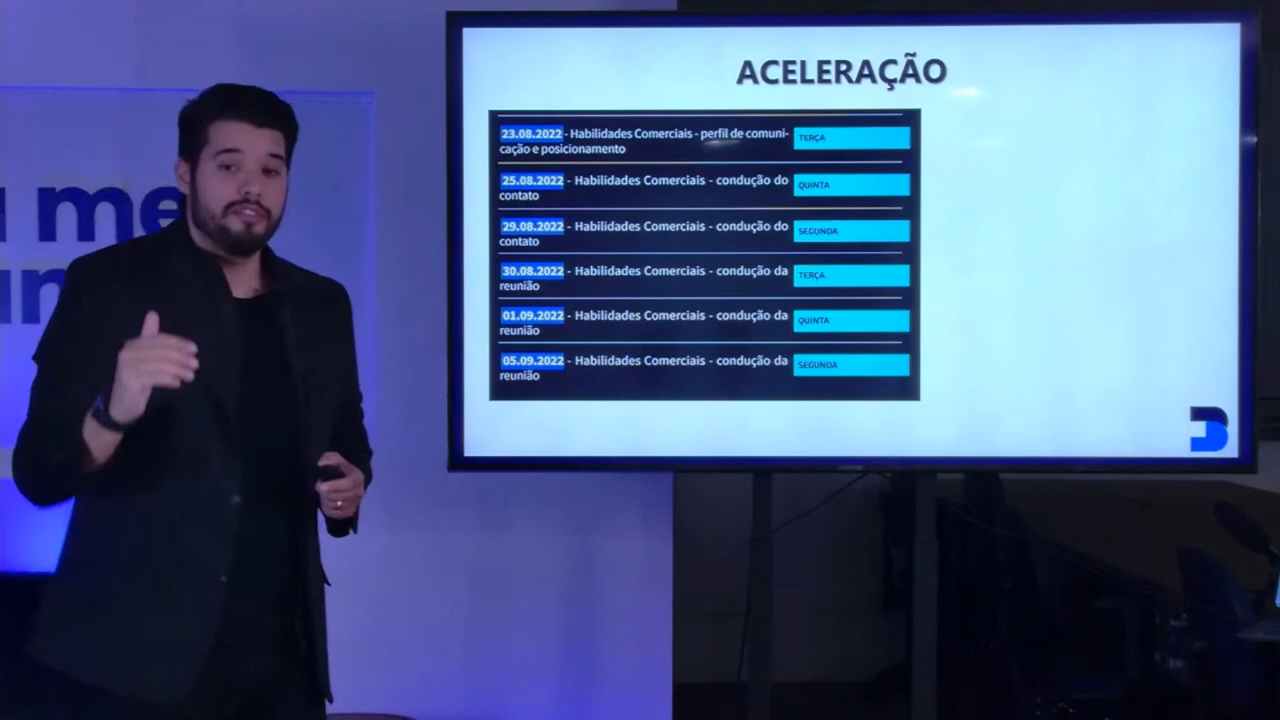 me
ACELERAÇÃO
23.08.2022 - Habilidades Comerciais - perfil de comuni-
cação e posicionamento
TERÇA
25.08.2022 - Habilidades Comerciais - condução do
contato
QUINTA
29.08.2022 - Habilidades Comerciais - condução do
contato
SEGUNDA
30.08.2022 - Habilidades Comerciais - condução da
reunião
TERÇA
01.09.2022 - Habilidades Comerciais - condução da
reunião
QUINTA
05.09.2022 - Habilidades Comerciais - condução da
reunião
SEGUNDA